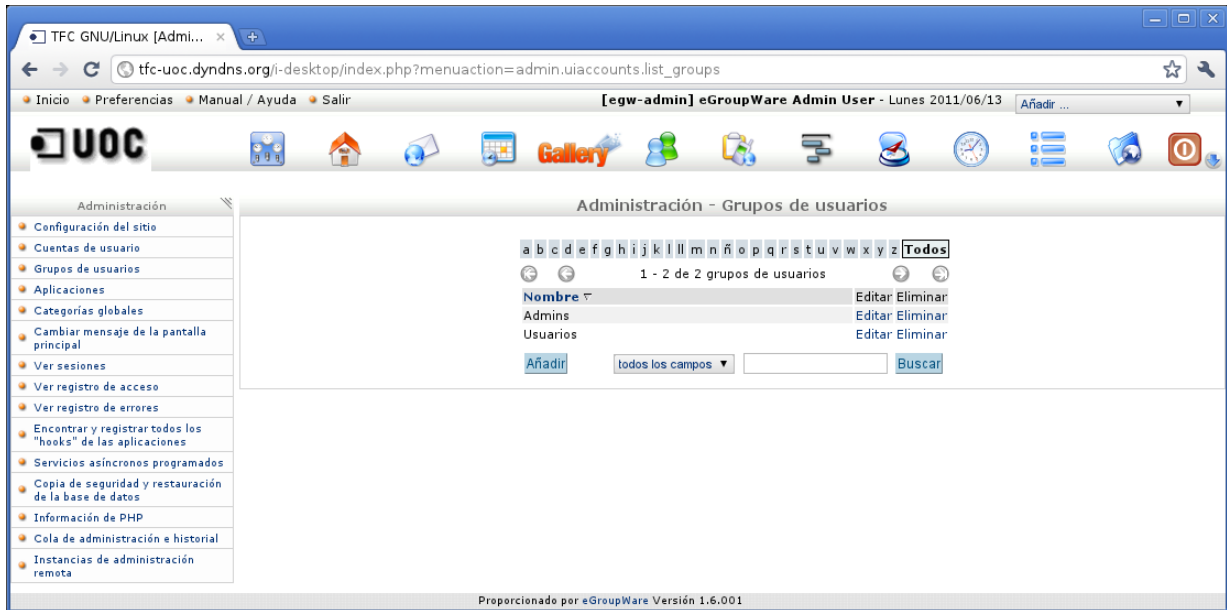 TFC GNU/Linux [Admi...
tfc-uoc.dyndns.org/i-desktop/index.php?menuaction=admin.uiaccounts.list_groups
Inicio Preferencias Manual / Ayuda Salir [egw-admin] eGroupWare Admin User - Lunes 2011/06/13 Añadir ...
UOC
Gallery
Administración
Configuración del sitio
Cuentas de usuario
Grupos de usuarios
Aplicaciones
Categorías globales
Cambiar mensaje de la pantalla
principal
Ver sesiones
Ver registro de acceso
Ver registro de errores
Encontrar y registrar todos los
"hooks" de las aplicaciones
Servicios asíncronos programados
Copia de seguridad y restauración
de la base de datos
Información de PHP
Cola de administración e historial
Instancias de administración
remota
Administración - Grupos de usuarios
a b c d e f g h i j k l ll m n ñ o p q r s t u v w x y z Todos
1 - 2 de 2 grupos de usuarios
Nombre Editar Eliminar
Admins Editar Eliminar
Usuarios Editar Eliminar
Añadir todos los campos Buscar
Proporcionado por eGroupWare Versión 1.6.001